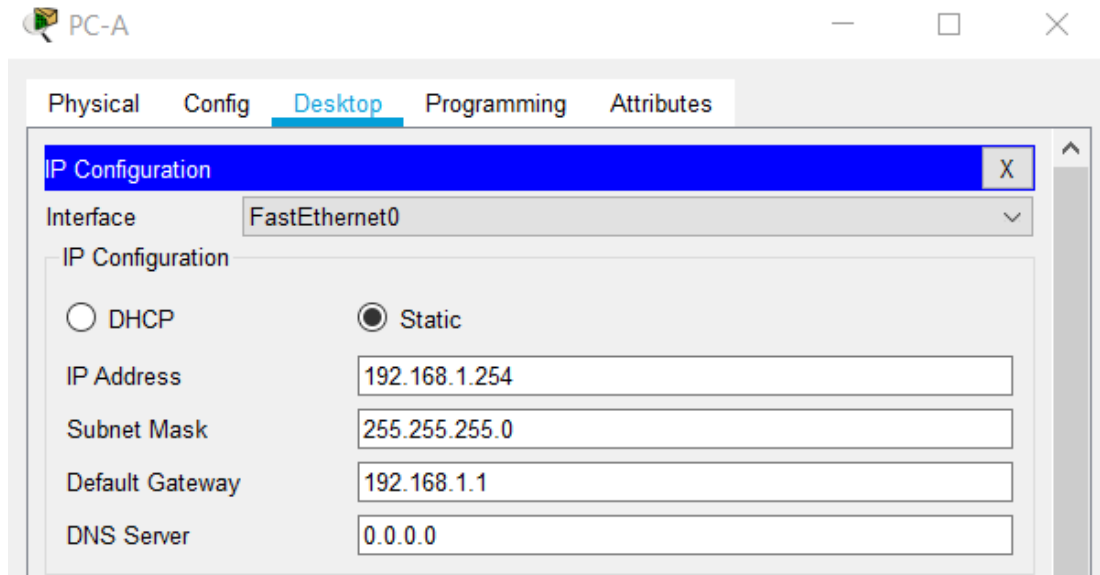 PC-A
Physical Config Desktop Programming Attributes
IP Configuration X
Interface FastEthernet0
IP Configuration
DHCP Static
IP Address 192.168.1.254
Subnet Mask 255.255.255.0
Default Gateway 192.168.1.1
DNS Server 0.0.0.0